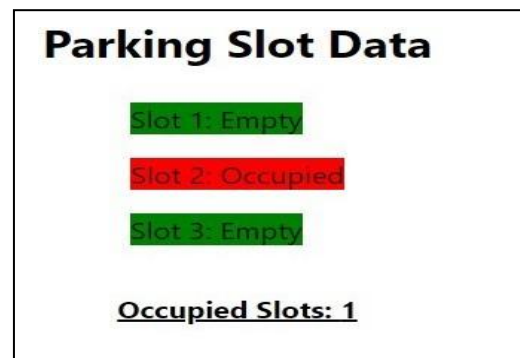 Parking Slot Data
Slot 1: Empty
Slot 2: Occupied
Slot 3: Empty
Occupied Slots: 1